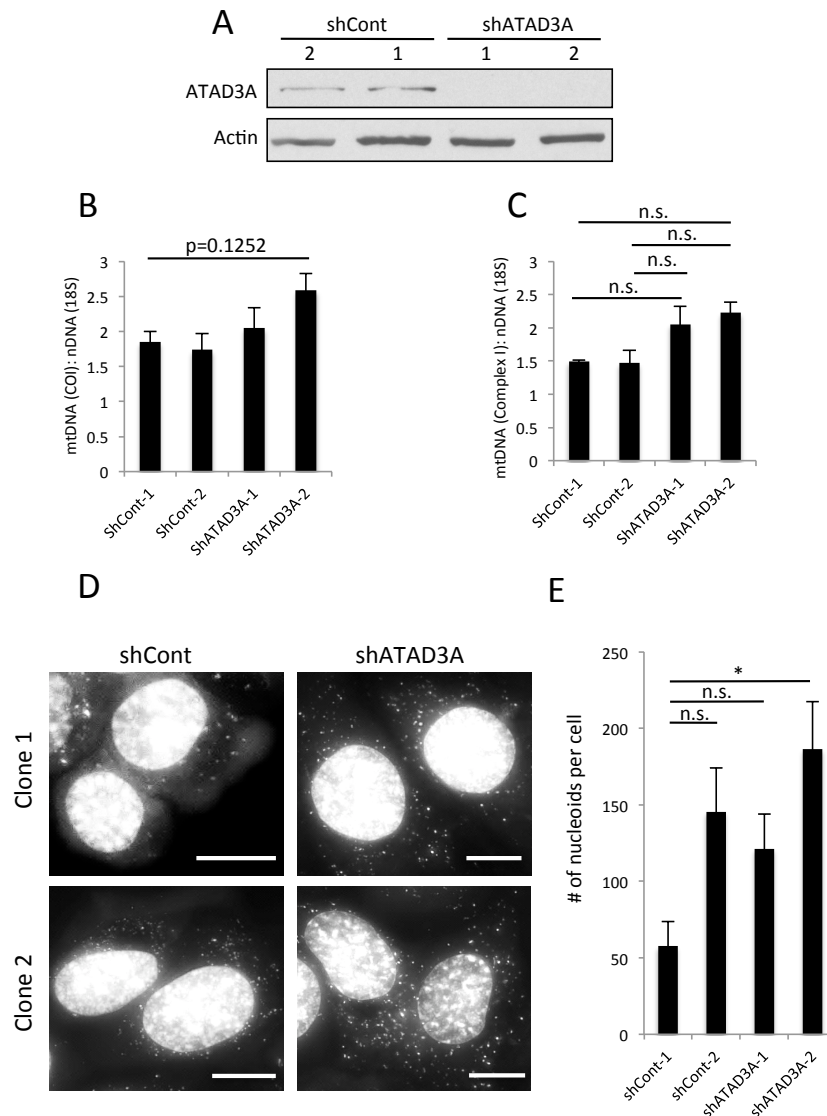 A
shCont shATAD3A
2 1 1 2
ATAD3A
Actin
B
p=0.1252
mtDNA (COI): nDNA (18S)
3
2.5
2
1.5
1
0.5
0
ShCont-1
ShCont-2
ShATAD3A-1
ShATAD3A-2
C
n.s.
n.s.
n.s.
n.s.
mtDNA (Complex I): nDNA (18S)
3
2.5
2
1.5
1
0.5
0
ShCont-1
ShCont-2
ShATAD3A-1
ShATAD3A-2
D
shCont shATAD3A
Clone 1
Clone 2
E
*
n.s.
n.s.
# of nucleoids per cell
250
200
150
100
50
0
shCont-1
shCont-2
shATAD3A-1
shATAD3A-2